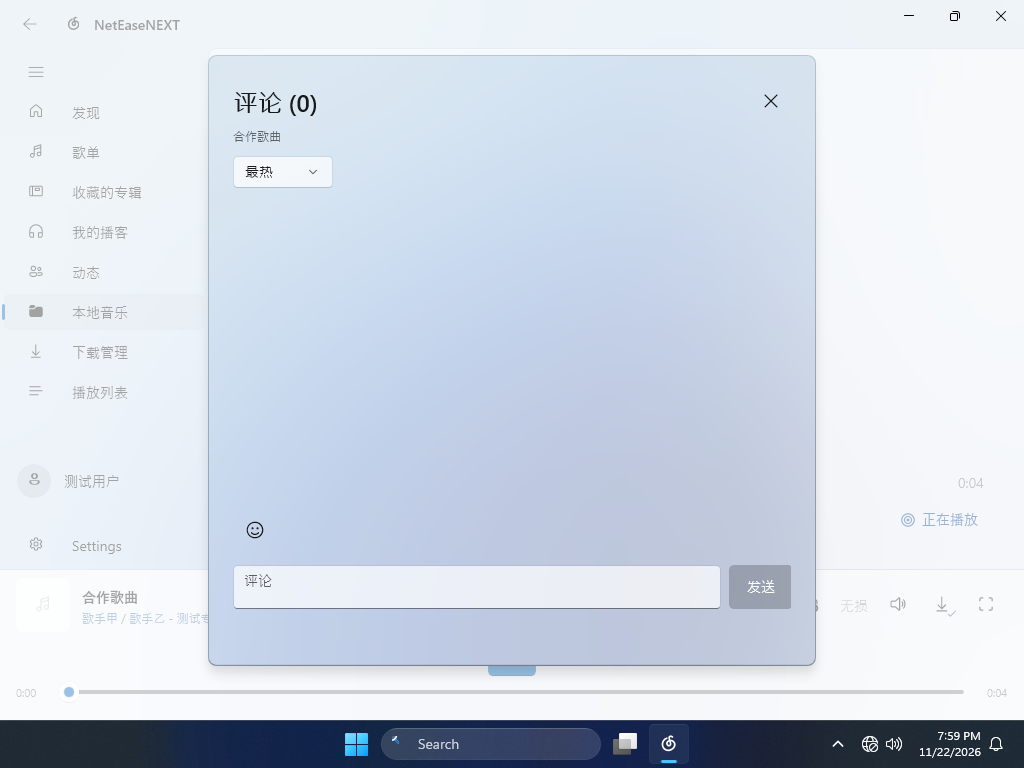 NetEaseNEXT
发现
歌单
收藏的专辑
我的播客
动态
本地音乐
下载管理
播放列表
测试用户
Settings
评论 (0)
合作歌曲
最热
评论
发送
0:04
正在播放
合作歌曲
歌手甲 / 歌手乙 - 测试专
无损
0:00
0:04
Search
7:59 PM
11/22/2026